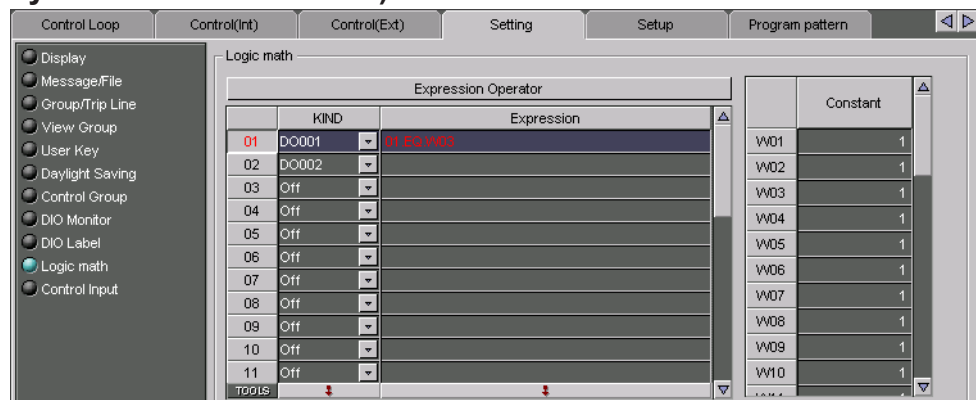 Control Loop Control(Int) Control(Ext) Setting Setup Program pattern
Display
Message/File
Group/Trip Line
View Group
User Key
Daylight Saving
Control Group
DIO Monitor
DIO Label
Logic math
Control Input
Logic math
Expression Operator
KIND Expression
01 DO001 01.EQ.W03
02 DO002
03 Off
04 Off
05 Off
06 Off
07 Off
08 Off
09 Off
10 Off
11 Off
TOOLS
Constant
W01 1
W02 1
W03 1
W04 1
W05 1
W06 1
W07 1
W08 1
W09 1
W10 1